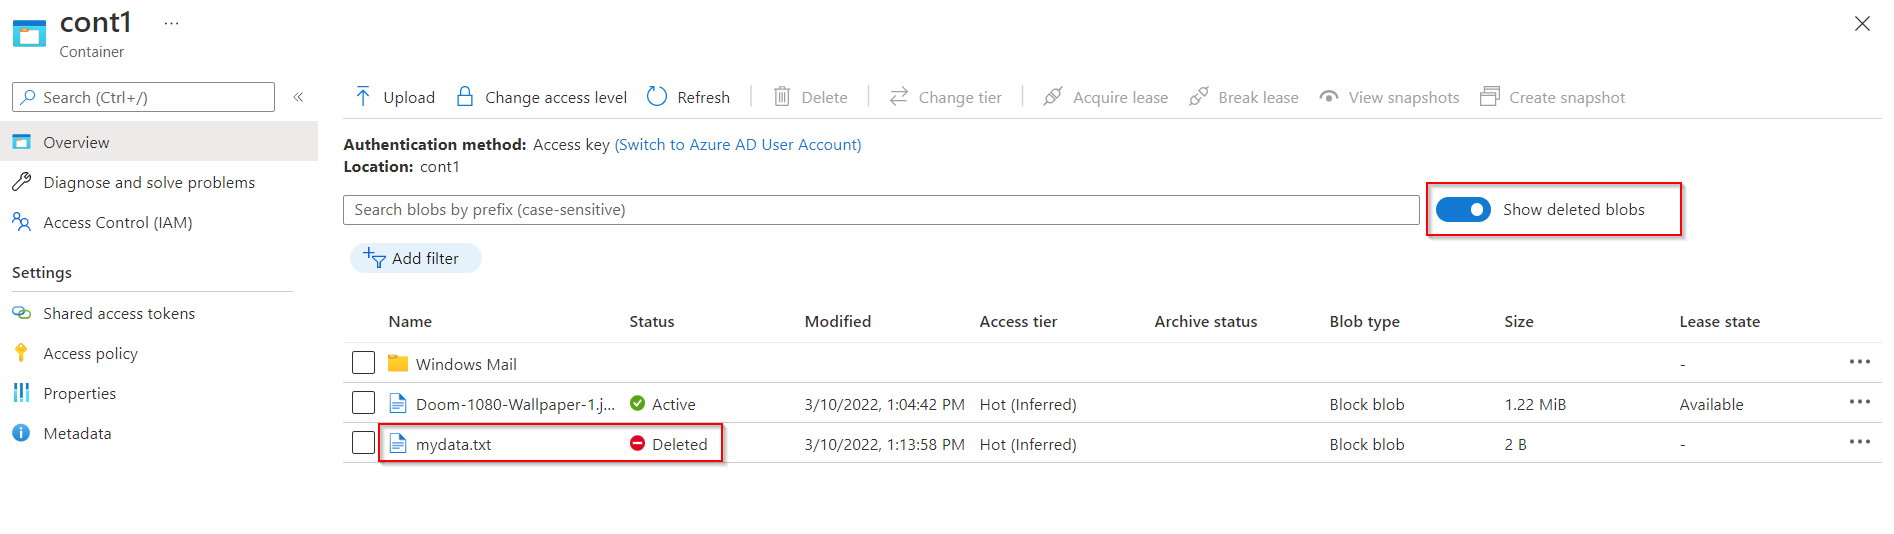 cont1 ...
Container
Search (Ctrl+/) «
Upload Change access level Refresh Delete Change tier Acquire lease Break lease View snapshots Create snapshot
Overview
Diagnose and solve problems
Access Control (IAM)
Settings
Shared access tokens
Access policy
Properties
Metadata
Authentication method: Access key (Switch to Azure AD User Account)
Location: cont1
Search blobs by prefix (case-sensitive) Show deleted blobs
Add filter
Name Status Modified Access tier Archive status Blob type Size Lease state
Windows Mail - ...
Doom-1080-Wallpaper-1.j... Active 3/10/2022, 1:04:42 PM Hot (Inferred) Block blob 1.22 MiB Available ...
mydata.txt Deleted 3/10/2022, 1:13:58 PM Hot (Inferred) Block blob 2 B - ...